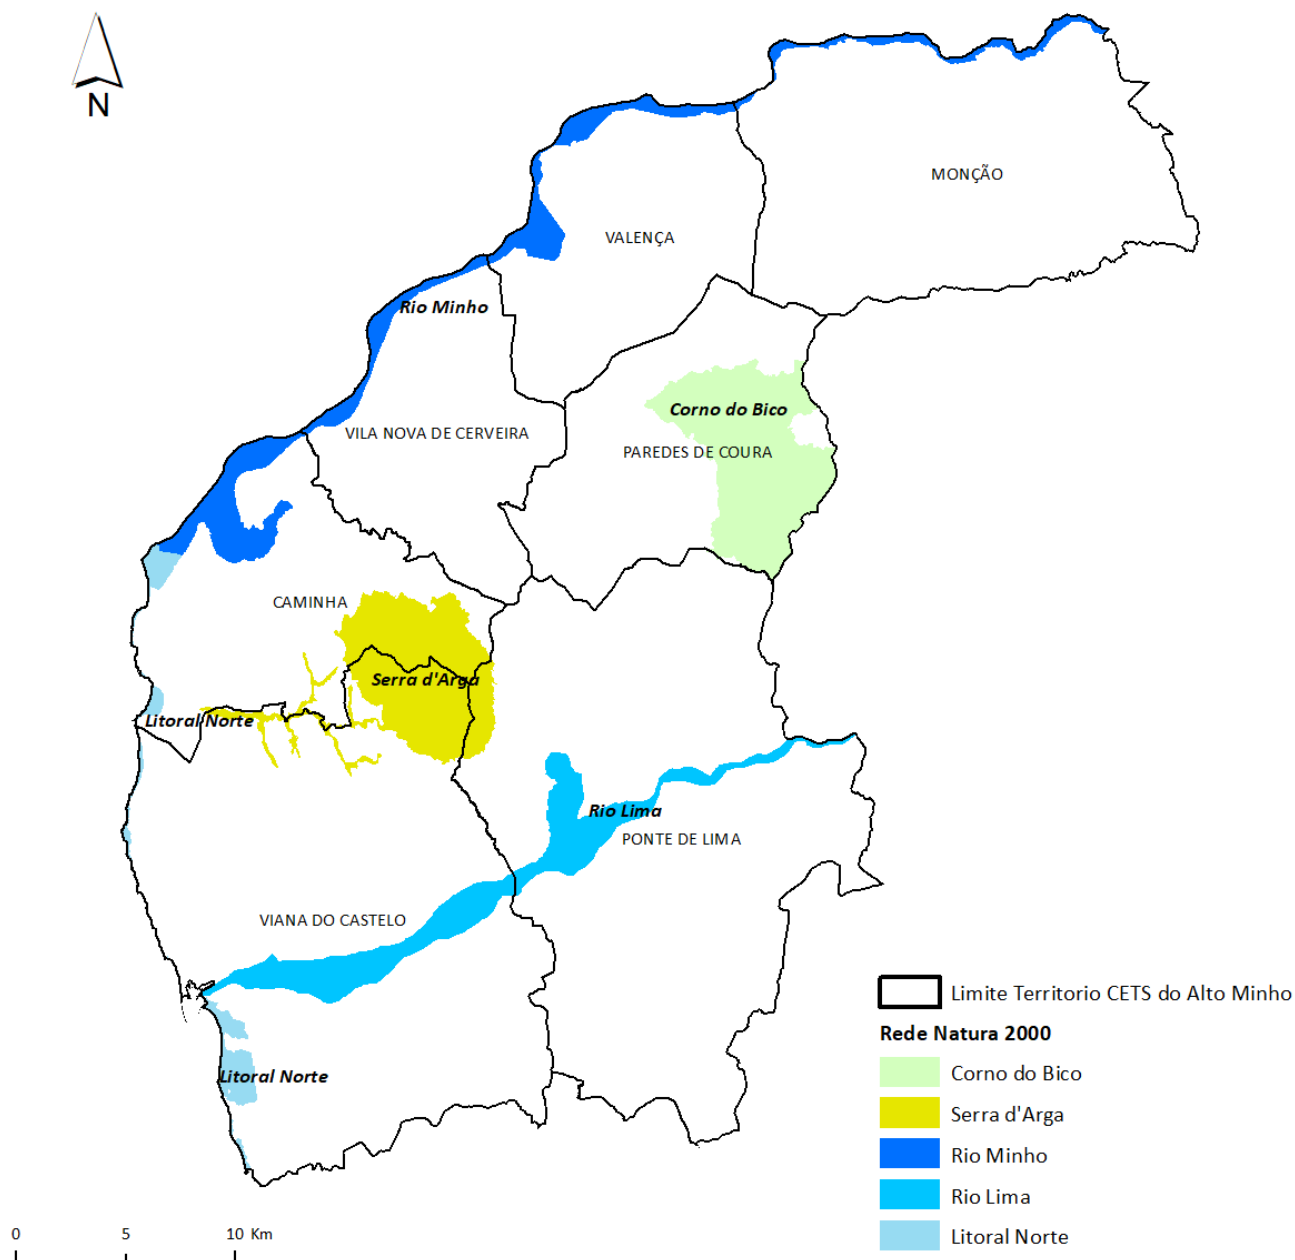 N
MONÇÃO
VALENÇA
Rio Minho
Corno do Bico
VILA NOVA DE CERVEIRA
PAREDES DE COURA
CAMINHA
Serra d'Arga
Litoral Norte
Rio Lima
PONTE DE LIMA
VIANA DO CASTELO
Litoral Norte
Limite Territorio CETS do Alto Minho
Rede Natura 2000
Corno do Bico
Serra d'Arga
Rio Minho
Rio Lima
Litoral Norte
0 5 10 Km